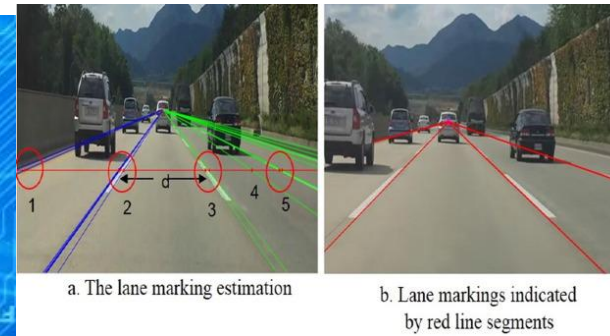 d
1
2
3
4
5
a. The lane marking estimation
b. Lane markings indicated
by red line segments